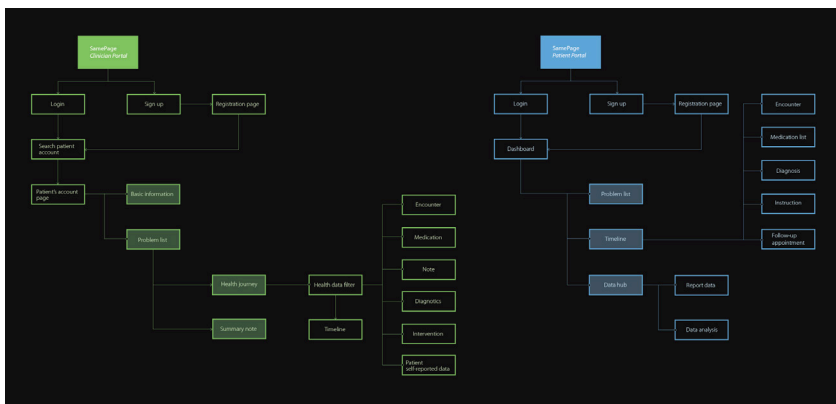 SamePage
Clinician Portal
Login
Sign up
Registration page
Search patient
account
Patient's account
page
Basic information
Problem list
Health journey
Summary note
Health data filter
Timeline
Encounter
Medication
Note
Diagnotics
Intervention
Patient
self-reported data
SamePage
Patient Portal
Login
Sign up
Registration page
Dashboard
Problem list
Timeline
Data hub
Report data
Data analysis
Encounter
Medication list
Diagnosis
Instruction
Follow-up
appointment